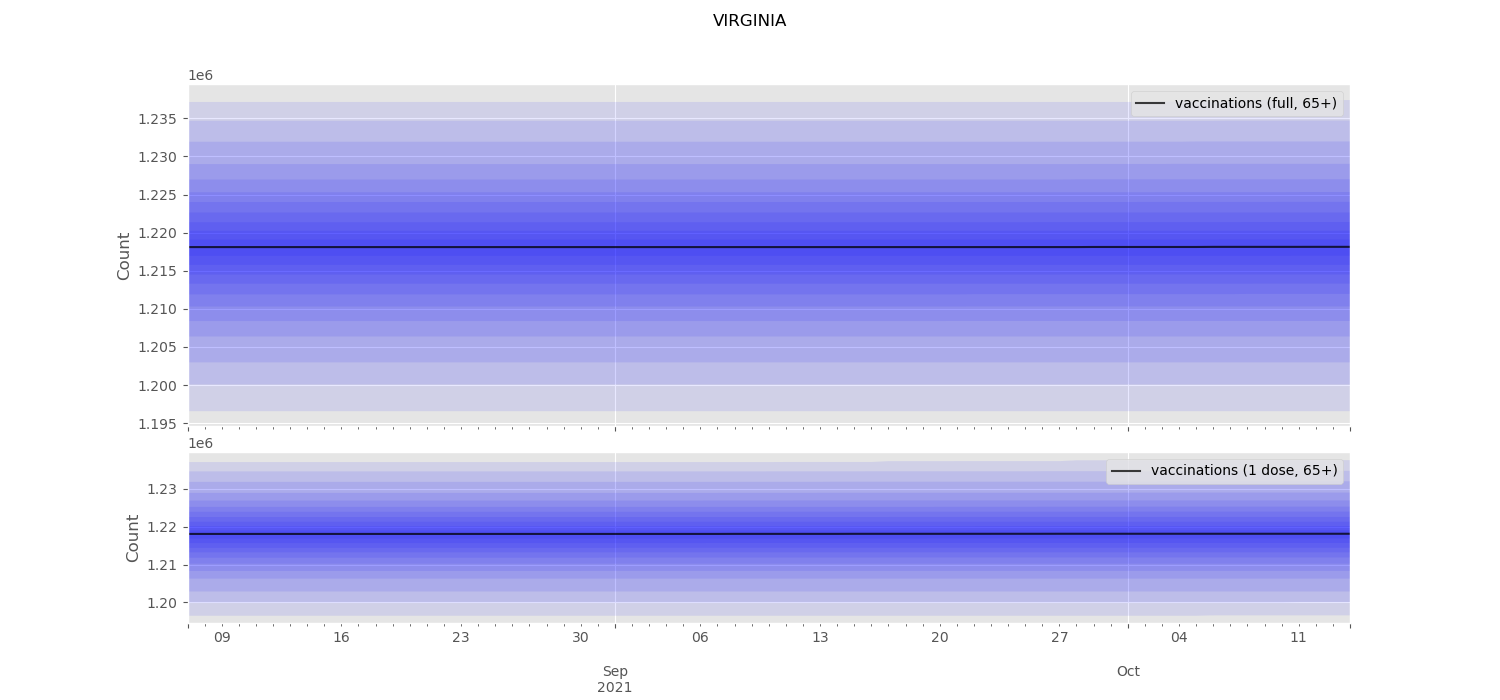 VIRGINIA
1e6
vaccinations (full, 65+)
1.235
1.230
1.225
1.220
1.215
1.210
1.205
1.200
1.195
Count
1e6
vaccinations (1 dose, 65+)
1.23
1.22
1.21
1.20
Count
09 16 23 30 06 13 20 27 04 11
Sep Oct
2021